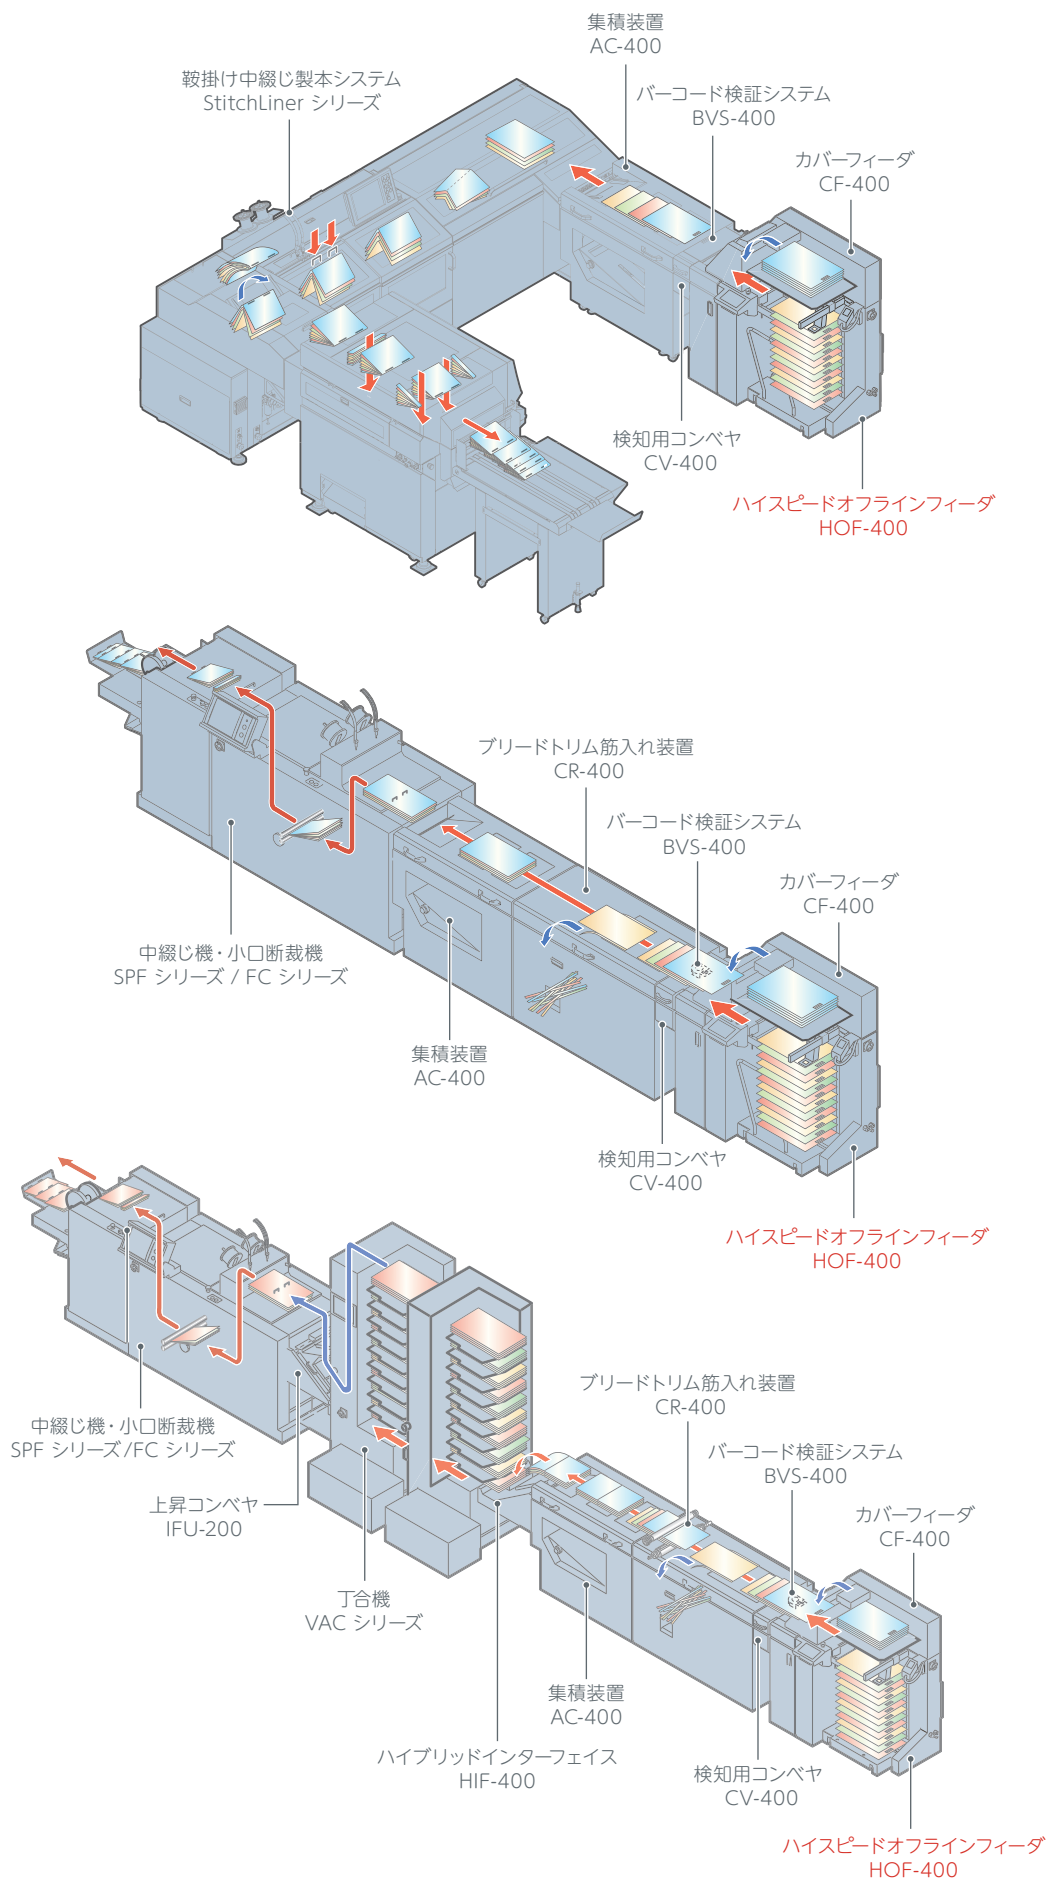 集積装置
AC-400
鞍掛け中綴じ製本システム
StitchLiner シリーズ
バーコード検証システム
BVS-400
カバーフィーダ
CF-400
検知用コンベヤ
CV-400
ハイスピードオフラインフィーダ
HOF-400
ブリードトリム筋入れ装置
CR-400
バーコード検証システム
BVS-400
カバーフィーダ
CF-400
中綴じ機・小口断裁機
SPF シリーズ / FC シリーズ
集積装置
AC-400
検知用コンベヤ
CV-400
ハイスピードオフラインフィーダ
HOF-400
ブリードトリム筋入れ装置
CR-400
中綴じ機・小口断裁機
SPF シリーズ/FC シリーズ
バーコード検証システム
BVS-400
上昇コンベヤ
IFU-200
カバーフィーダ
CF-400
丁合機
VAC シリーズ
集積装置
AC-400
ハイブリッドインターフェイス
HIF-400
検知用コンベヤ
CV-400
ハイスピードオフラインフィーダ
HOF-400